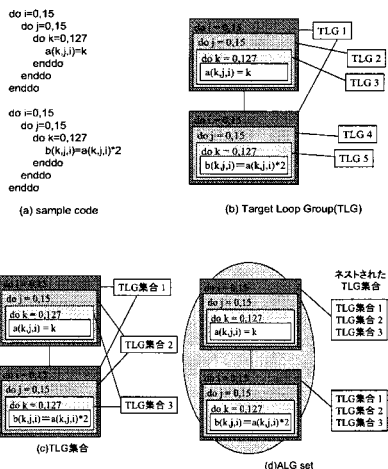 do i=0,15
do j=0,15
do k=0,127
a(k,j,i)=k
enddo
enddo
enddo
do i=0,15
do j=0,15
do k=0,127
b(k,j,i)=a(k,j,i)*2
enddo
enddo
enddo
(a) sample code
do i = 0,15
do j = 0,15
do k = 0,127
a(k,j,i) = k
do i = 0,15
do j = 0,15
do k = 0,127
b(k,j,i)=a(k,j,i)*2
TLG 1
TLG 2
TLG 3
TLG 4
TLG 5
(b) Target Loop Group(TLG)
do j = 0,15
do k = 0,127
a(k,j,i) = k
do j = 0,15
do k = 0,127
b(k,j,i)=a(k,j,i)*2
TLG集合 1
TLG集合 2
TLG集合 3
(c)TLG集合
do j = 0,15
do k = 0,127
a(k,j,i) = k
do j = 0,15
do k = 0,127
b(k,j,i)=a(k,j,i)*2
ネストされた
TLG集合
TLG集合 1
TLG集合 2
TLG集合 3
TLG集合 1
TLG集合 2
TLG集合 3
(d)ALG set